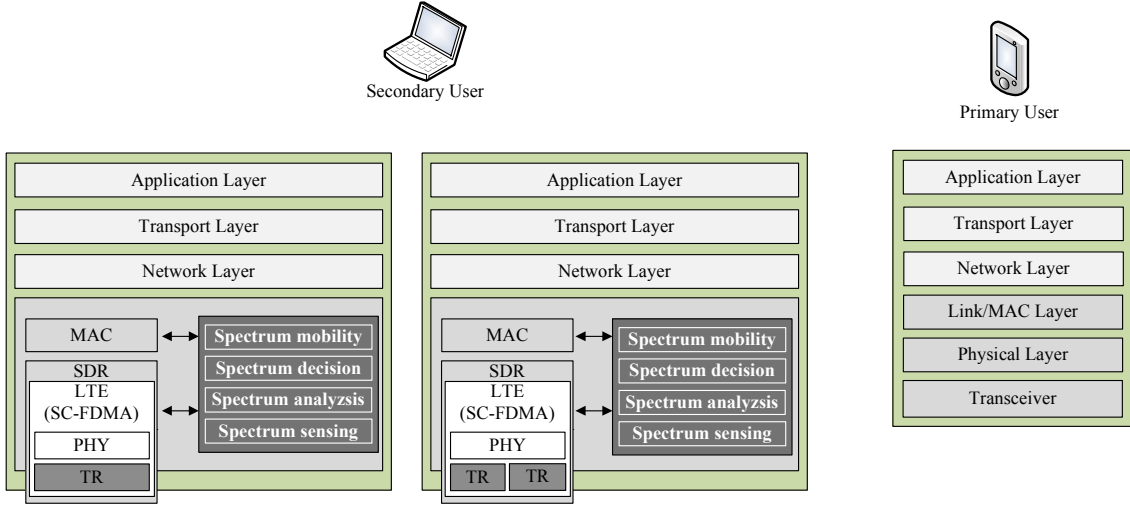 Secondary User
Primary User
Application Layer
Transport Layer
Network Layer
MAC
SDR
LTE
(SC-FDMA)
PHY
TR
Spectrum mobility
Spectrum decision
Spectrum analyzsis
Spectrum sensing
Application Layer
Transport Layer
Network Layer
MAC
SDR
LTE
(SC-FDMA)
PHY
TR TR
Spectrum mobility
Spectrum decision
Spectrum analyzsis
Spectrum sensing
Application Layer
Transport Layer
Network Layer
Link/MAC Layer
Physical Layer
Transceiver